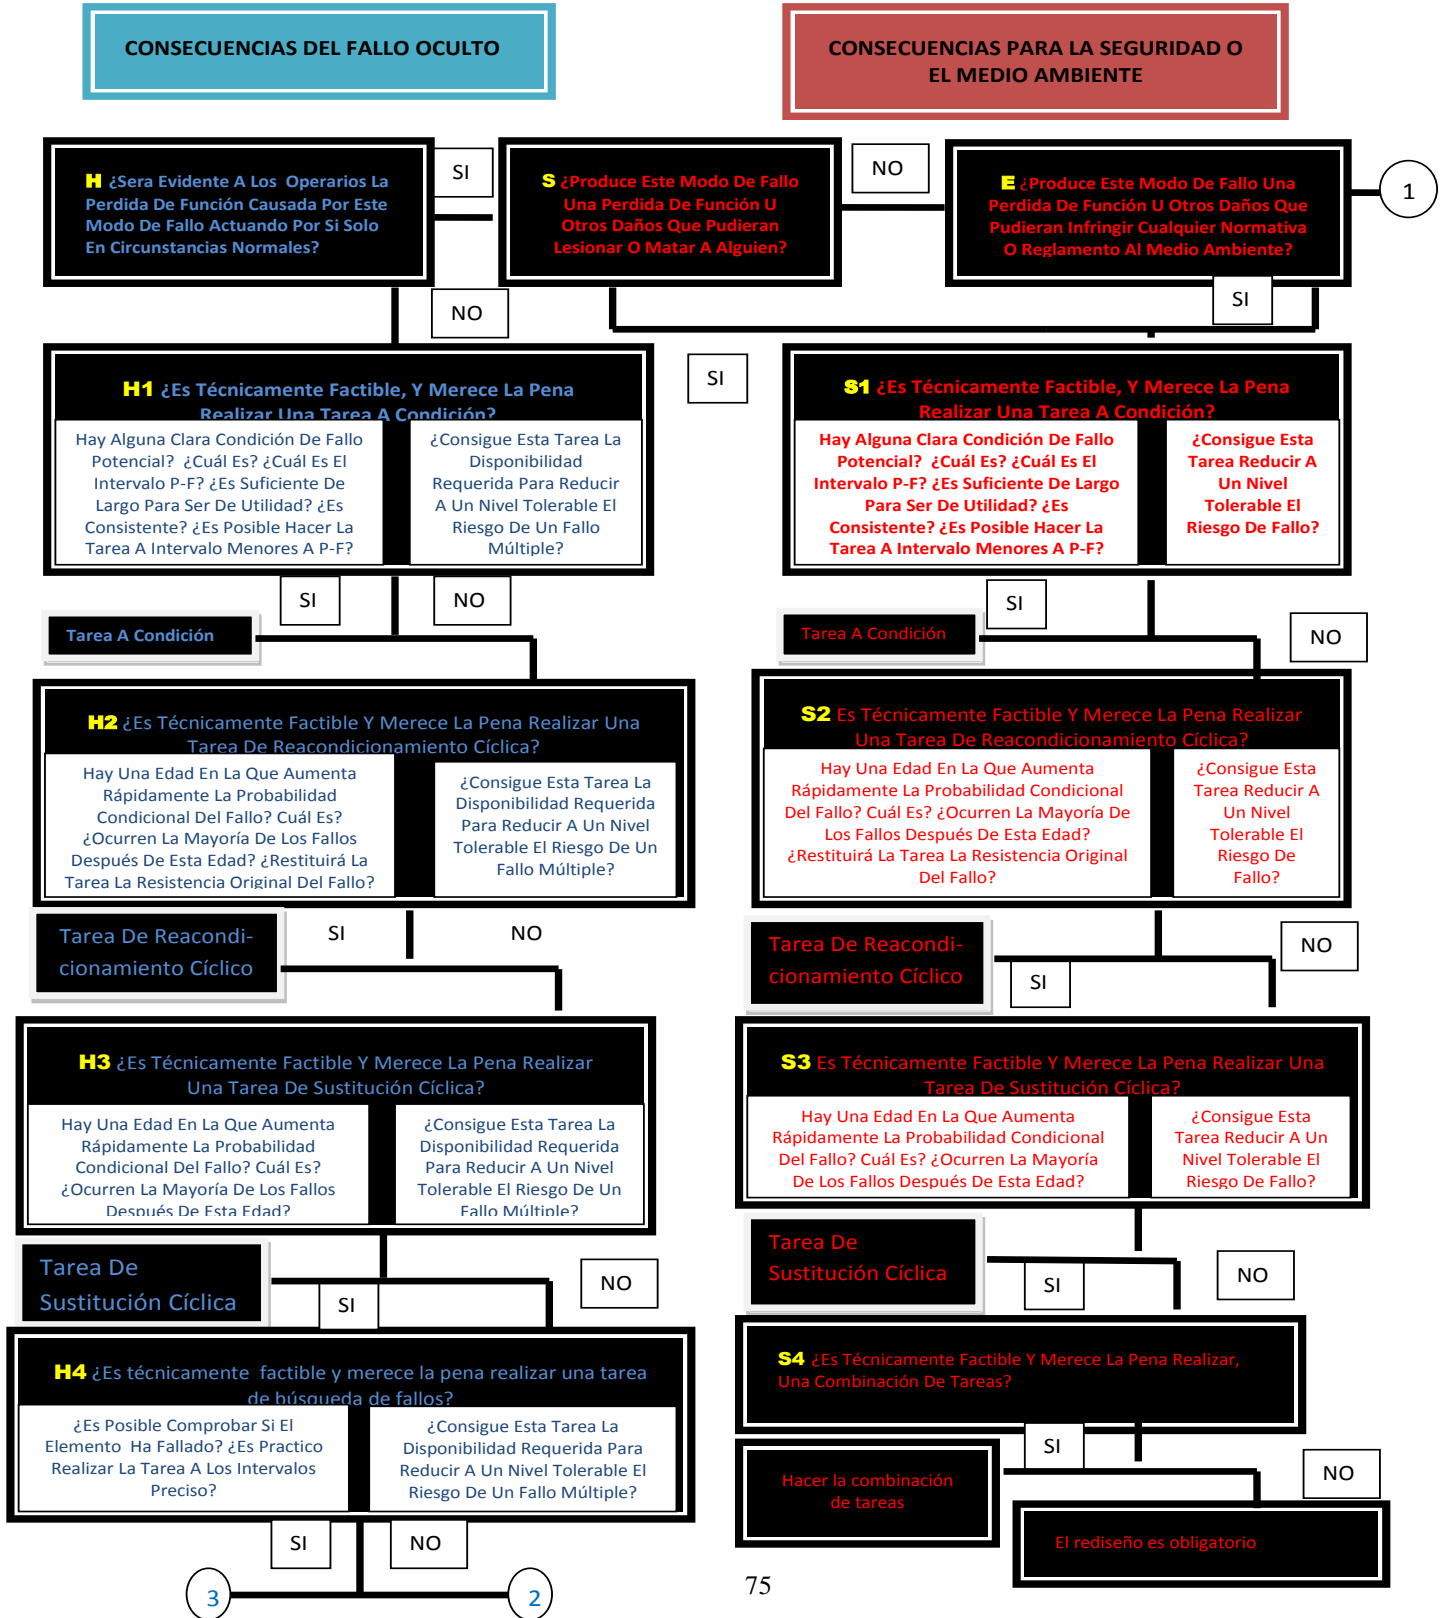 CONSECUENCIAS DEL FALLO OCULTO
CONSECUENCIAS PARA LA SEGURIDAD O
EL MEDIO AMBIENTE
H ¿Sera Evidente A Los Operarios La
Perdida De Función Causada Por Este
Modo De Fallo Actuando Por Si Solo
En Circunstancias Normales?
SI
S ¿Produce Este Modo De Fallo
Una Perdida De Función U
Otros Daños Que Pudieran
Lesionar O Matar A Alguien?
NO
E ¿Produce Este Modo De Fallo Una
Perdida De Función U Otros Daños Que
Pudieran Infringir Cualquier Normativa
O Reglamento Al Medio Ambiente?
1
NO
SI
H1 ¿Es Técnicamente Factible, Y Merece La Pena
Realizar Una Tarea A Condición?
Hay Alguna Clara Condición De Fallo
Potencial? ¿Cuál Es? ¿Cuál Es El
Intervalo P-F? ¿Es Suficiente De
Largo Para Ser De Utilidad? ¿Es
Consistente? ¿Es Posible Hacer La
Tarea A Intervalo Menores A P-F?
¿Consigue Esta Tarea La
Disponibilidad
Requerida Para Reducir
A Un Nivel Tolerable El
Riesgo De Un Fallo
Múltiple?
SI
S1 ¿Es Técnicamente Factible, Y Merece La Pena
Realizar Una Tarea A Condición?
Hay Alguna Clara Condición De Fallo
Potencial? ¿Cuál Es? ¿Cuál Es El
Intervalo P-F? ¿Es Suficiente De Largo
Para Ser De Utilidad? ¿Es
Consistente? ¿Es Posible Hacer La
Tarea A Intervalo Menores A P-F?
¿Consigue Esta
Tarea Reducir A
Un Nivel
Tolerable El
Riesgo De Fallo?
SI
NO
SI
NO
Tarea A Condición
Tarea A Condición
H2 ¿Es Técnicamente Factible Y Merece La Pena Realizar Una
Tarea De Reacondicionamiento Cíclica?
Hay Una Edad En La Que Aumenta
Rápidamente La Probabilidad
Condicional Del Fallo? Cuál Es?
¿Ocurren La Mayoría De Los Fallos
Después De Esta Edad? ¿Restituirá La
Tarea La Resistencia Original Del Fallo?
¿Consigue Esta Tarea La
Disponibilidad Requerida
Para Reducir A Un Nivel
Tolerable El Riesgo De Un
Fallo Múltiple?
S2 Es Técnicamente Factible Y Merece La Pena Realizar
Una Tarea De Reacondicionamiento Cíclica?
Hay Una Edad En La Que Aumenta
Rápidamente La Probabilidad Condicional
Del Fallo? Cuál Es? ¿Ocurren La Mayoría De
Los Fallos Después De Esta Edad?
¿Restituirá La Tarea La Resistencia Original
Del Fallo?
¿Consigue Esta
Tarea Reducir A
Un Nivel
Tolerable El
Riesgo De
Fallo?
Tarea De Reacondi-
cionamiento Cíclico
SI
NO
Tarea De Reacondi-
cionamiento Cíclico
SI
NO
H3 ¿Es Técnicamente Factible Y Merece La Pena Realizar
Una Tarea De Sustitución Cíclica?
Hay Una Edad En La Que Aumenta
Rápidamente La Probabilidad
Condicional Del Fallo? Cuál Es?
¿Ocurren La Mayoría De Los Fallos
Después De Esta Edad?
¿Consigue Esta Tarea La
Disponibilidad Requerida
Para Reducir A Un Nivel
Tolerable El Riesgo De Un
Fallo Múltiple?
S3 Es Técnicamente Factible Y Merece La Pena Realizar Una
Tarea De Sustitución Cíclica?
Hay Una Edad En La Que Aumenta
Rápidamente La Probabilidad Condicional
Del Fallo? Cuál Es? ¿Ocurren La Mayoría
De Los Fallos Después De Esta Edad?
¿Consigue Esta
Tarea Reducir A Un
Nivel Tolerable El
Riesgo De Fallo?
Tarea De
Sustitución Cíclica
SI
NO
Tarea De
Sustitución Cíclica
SI
NO
H4 ¿Es técnicamente factible y merece la pena realizar una tarea
de búsqueda de fallos?
¿Es Posible Comprobar Si El
Elemento Ha Fallado? ¿Es Practico
Realizar La Tarea A Los Intervalos
Preciso?
¿Consigue Esta Tarea La
Disponibilidad Requerida Para
Reducir A Un Nivel Tolerable El
Riesgo De Un Fallo Múltiple?
S4 ¿Es Técnicamente Factible Y Merece La Pena Realizar,
Una Combinación De Tareas?
SI
NO
Hacer la combinación
de tareas
El rediseño es obligatorio
SI
NO
3
2
75